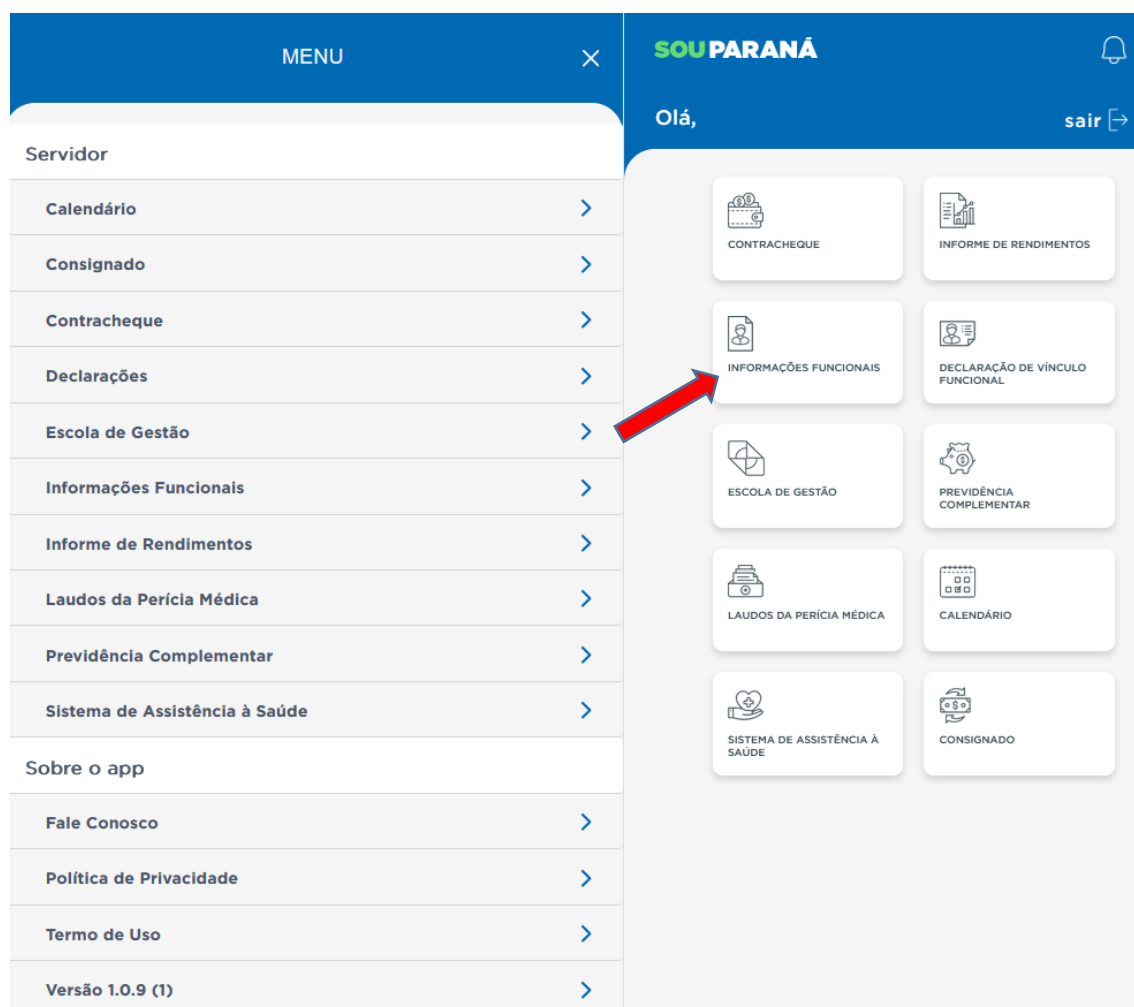 MENU
Servidor
Calendário
Consignado
Contracheque
Declarações
Escola de Gestão
Informações Funcionais
Informe de Rendimentos
Laudos da Perícia Médica
Previdência Complementar
Sistema de Assistência à Saúde
Sobre o app
Fale Conosco
Política de Privacidade
Termo de Uso
Versão 1.0.9 (1)
SOU PARANÁ
Olá,
sair
CONTRACHEQUE
INFORME DE RENDIMENTOS
INFORMAÇÕES FUNCIONAIS
DECLARAÇÃO DE VÍNCULO
FUNCIONAL
ESCOLA DE GESTÃO
PREVIDÊNCIA
COMPLEMENTAR
LAUDOS DA PERÍCIA MÉDICA
CALENDÁRIO
SISTEMA DE ASSISTÊNCIA À
SAÚDE
CONSIGNADO